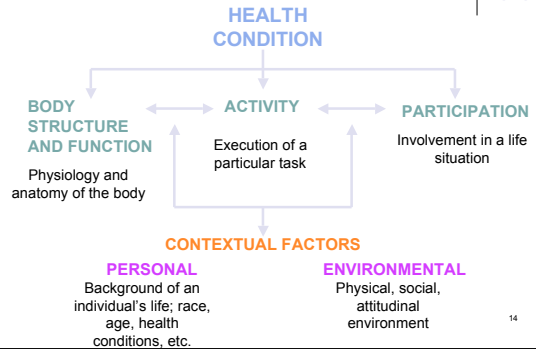 HEALTH
CONDITION
BODY
STRUCTURE
AND FUNCTION
Physiology and
anatomy of the body
ACTIVITY
Execution of a
particular task
PARTICIPATION
Involvement in a life
situation
CONTEXTUAL FACTORS
PERSONAL
Background of an
individual's life; race,
age, health
conditions, etc.
ENVIRONMENTAL
Physical, social,
attitudinal
environment
14